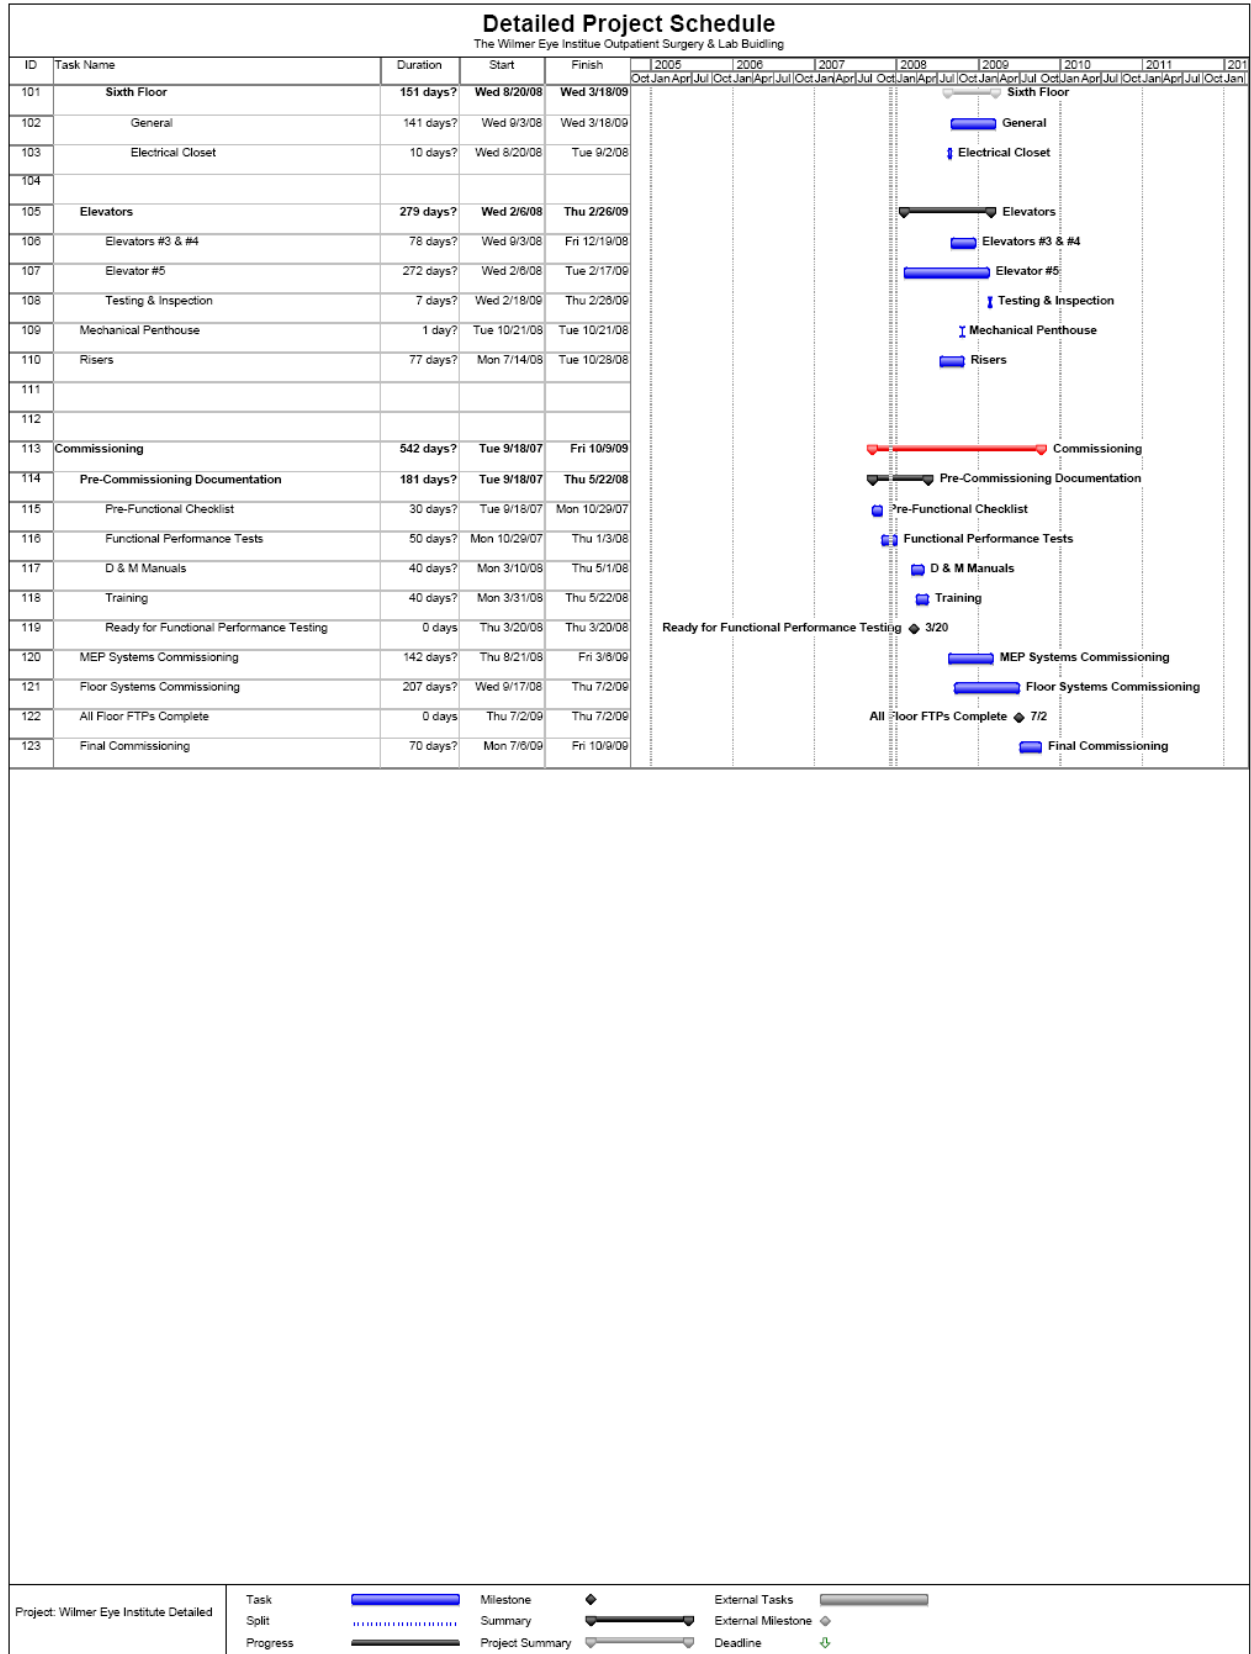 Detailed Project Schedule
The Wilmer Eye Institue Outpatient Surgery & Lab Buidling
ID Task Name Duration Start Finish 2005 2006 2007 2008 2009 2010 2011 201
Oct Jan Apr Jul Oct Jan Apr Jul Oct Jan Apr Jul Oct Jan Apr Jul Oct Jan Apr Jul Oct Jan Apr Jul Oct Jan Apr Jul Oct Jan
101 Sixth Floor 151 days? Wed 8/20/08 Wed 3/18/09 Sixth Floor
102 General 141 days? Wed 9/3/08 Wed 3/18/09 General
103 Electrical Closet 10 days? Wed 8/20/08 Tue 9/2/08 Electrical Closet
104
105 Elevators 279 days? Wed 2/6/08 Thu 2/26/09 Elevators
106 Elevators #3 & #4 78 days? Wed 9/3/08 Fri 12/19/08 Elevators #3 & #4
107 Elevator #5 272 days? Wed 2/6/08 Tue 2/17/09 Elevator #5
108 Testing & Inspection 7 days? Wed 2/18/09 Thu 2/26/09 Testing & Inspection
109 Mechanical Penthouse 1 day? Tue 10/21/08 Tue 10/21/08 Mechanical Penthouse
110 Risers 77 days? Mon 7/14/08 Tue 10/28/08 Risers
111
112
113 Commissioning 542 days? Tue 9/18/07 Fri 10/9/09 Commissioning
114 Pre-Commissioning Documentation 181 days? Tue 9/18/07 Thu 5/22/08 Pre-Commissioning Documentation
115 Pre-Functional Checklist 30 days? Tue 9/18/07 Mon 10/29/07 Pre-Functional Checklist
116 Functional Performance Tests 50 days? Mon 10/29/07 Thu 1/3/08 Functional Performance Tests
117 D & M Manuals 40 days? Mon 3/10/08 Thu 5/1/08 D & M Manuals
118 Training 40 days? Mon 3/31/08 Thu 5/22/08 Training
119 Ready for Functional Performance Testing 0 days Thu 3/20/08 Thu 3/20/08 Ready for Functional Performance Testing 3/20
120 MEP Systems Commissioning 142 days? Thu 8/21/08 Fri 3/6/09 MEP Systems Commissioning
121 Floor Systems Commissioning 207 days? Wed 9/17/08 Thu 7/2/09 Floor Systems Commissioning
122 All Floor FTPs Complete 0 days Thu 7/2/09 Thu 7/2/09 All Floor FTPs Complete 7/2
123 Final Commissioning 70 days? Mon 7/6/09 Fri 10/9/09 Final Commissioning
Project: Wilmer Eye Institute Detailed
Task Milestone External Tasks
Split Summary External Milestone
Progress Project Summary Deadline